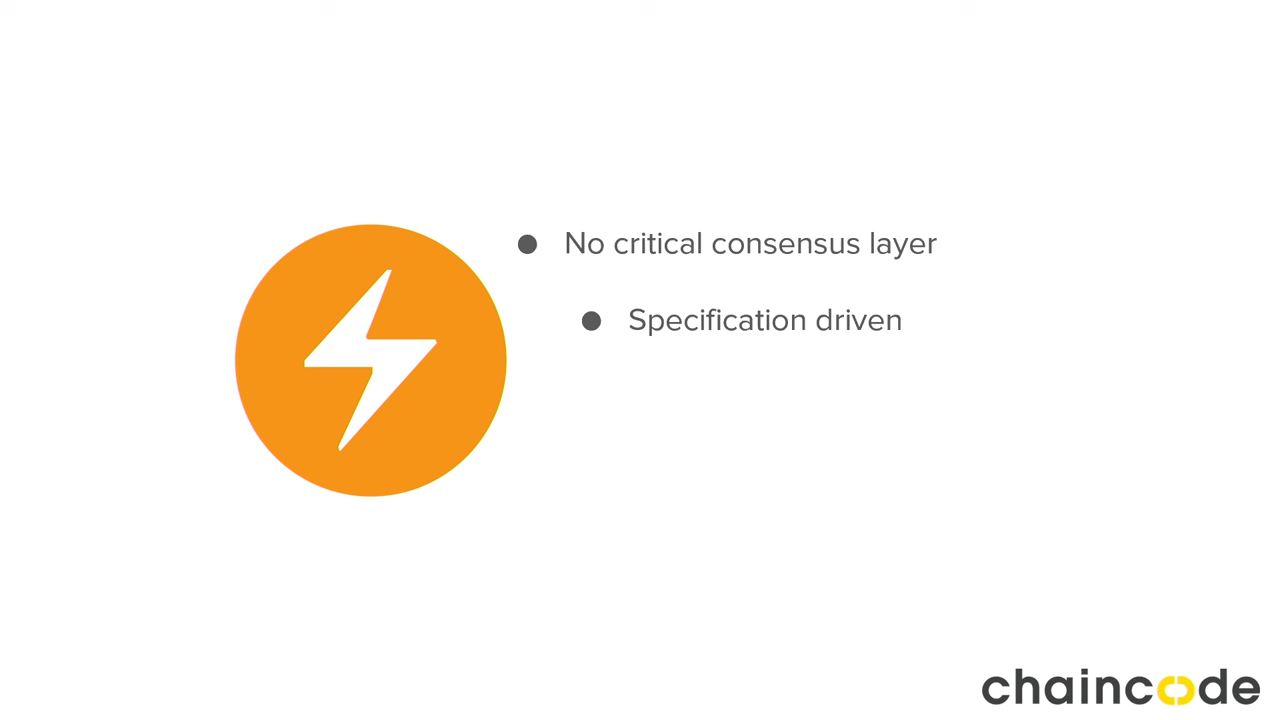 No critical consensus layer
Specification driven
chaincode